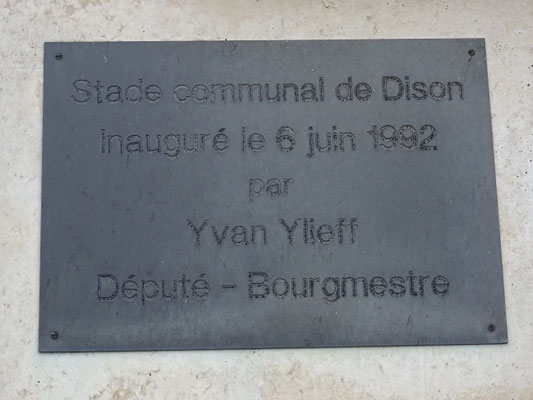 Stade communal de Dison
Inauguré le 6 juin 1992
par
Yvan Ylieff
Député - Bourgmestre